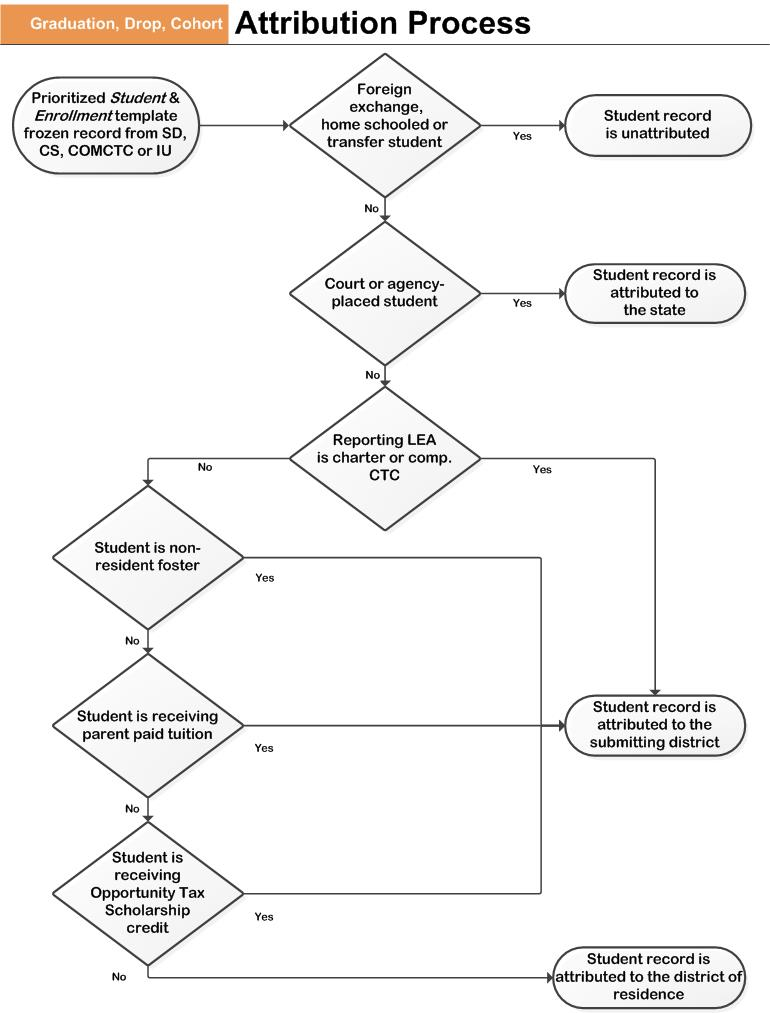 Graduation, Drop, Cohort
Attribution Process
Prioritized Student &
Enrollment template
frozen record from SD,
CS, COMCTC or IU
Foreign
exchange,
home schooled or
transfer student
Yes
Student record
is unattributed
No
Court or agency-
placed student
Yes
Student record is
attributed to
the state
No
Reporting LEA
is charter or comp.
CTC
No
Yes
Student is non-
resident foster
Yes
No
Student is receiving
parent paid tuition
Yes
Student record is
attributed to the
submitting district
No
Student is
receiving
Opportunity Tax
Scholarship
credit
Yes
No
Student record is
attributed to the district of
residence